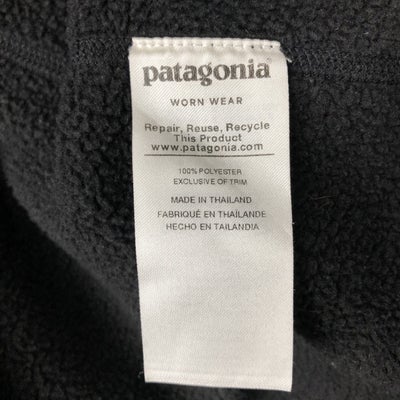 patagonia®
WORN WEAR
Repair, Reuse, Recycle
This Product
www.patagonia.com
100% POLYESTER
EXCLUSIVE OF TRIM
MADE IN THAILAND
FABRIQUÉ EN THAÏLANDE
HECHO EN TAILANDIA